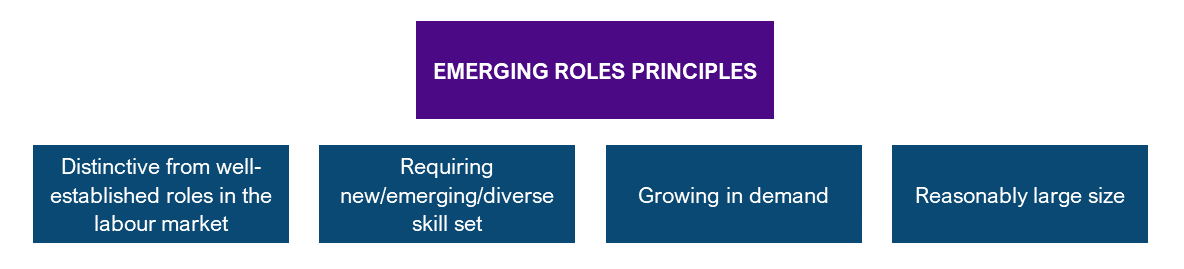 EMERGING ROLES PRINCIPLES
Distinctive from well-
established roles in the
labour market
Requiring
new/emerging/diverse
skill set
Growing in demand
Reasonably large size